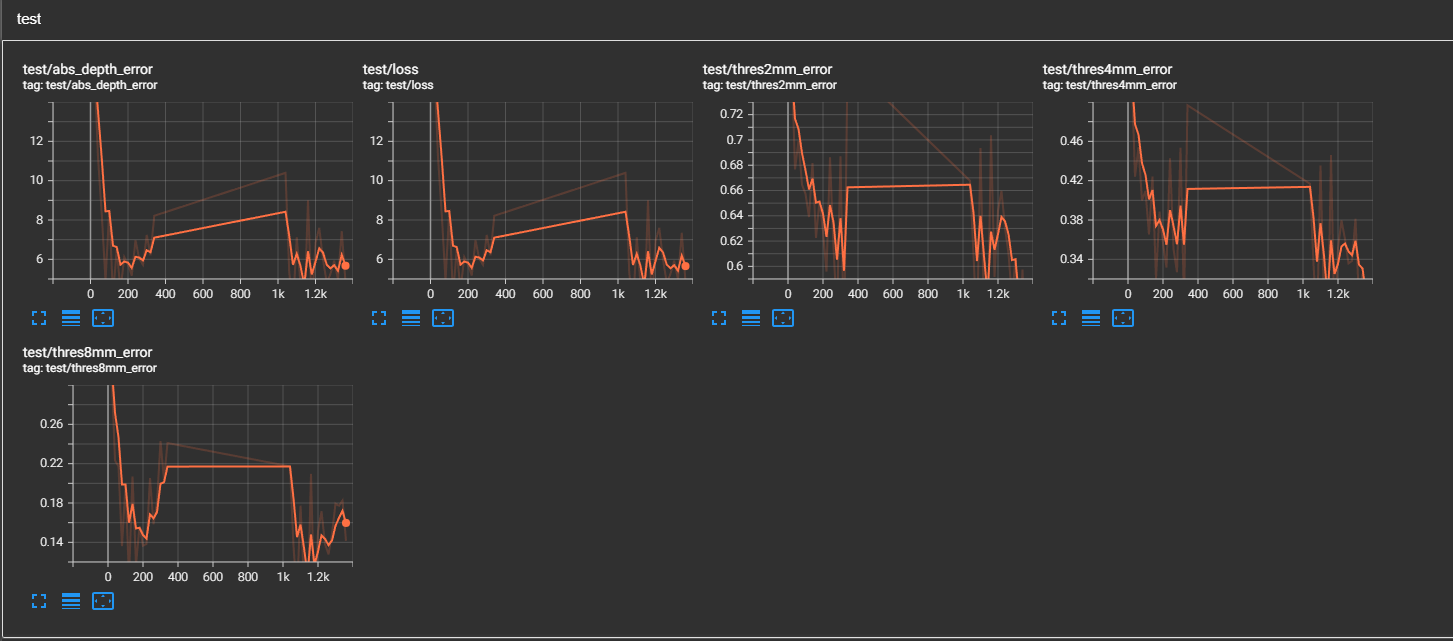 test
test/abs_depth_error
tag: test/abs_depth_error
12
10
8
6
0 200 400 600 800 1k 1.2k
test/loss
tag: test/loss
12
10
8
6
0 200 400 600 800 1k 1.2k
test/thres2mm_error
tag: test/thres2mm_error
0.72
0.7
0.68
0.66
0.64
0.62
0.6
0 200 400 600 800 1k 1.2k
test/thres4mm_error
tag: test/thres4mm_error
0.46
0.42
0.38
0.34
0 200 400 600 800 1k 1.2k
test/thres8mm_error
tag: test/thres8mm_error
0.26
0.22
0.18
0.14
0 200 400 600 800 1k 1.2k